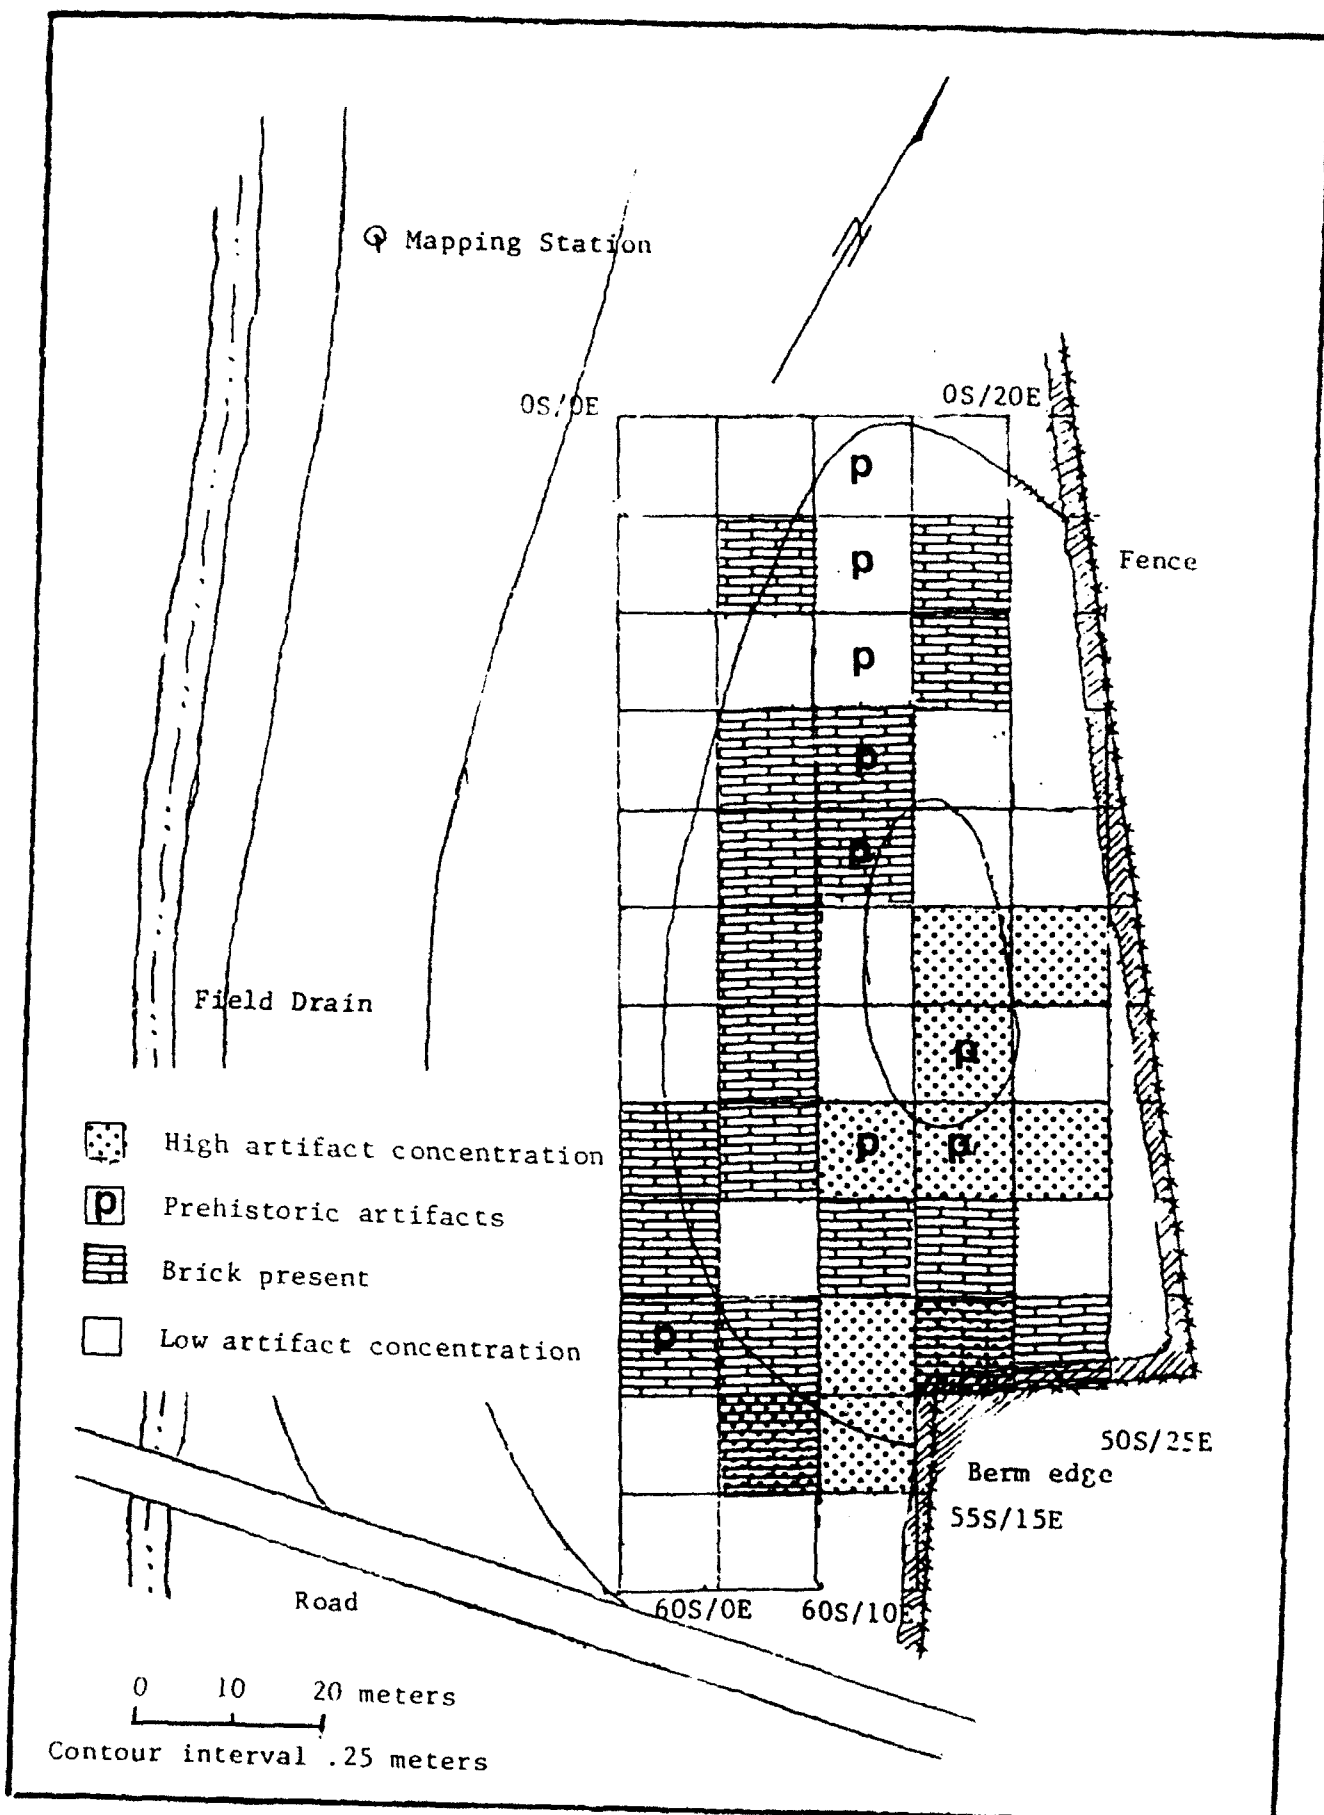 Mapping Station
N
0S/0E
0S/20E
p
p
Fence
p
p
p
Field Drain
p
High artifact concentration
p
p
p
Prehistoric artifacts
Brick present
p
Low artifact concentration
50S/25E
Berm edge
55S/15E
Road
60S/0E
60S/10E
0 10 20 meters
Contour interval .25 meters